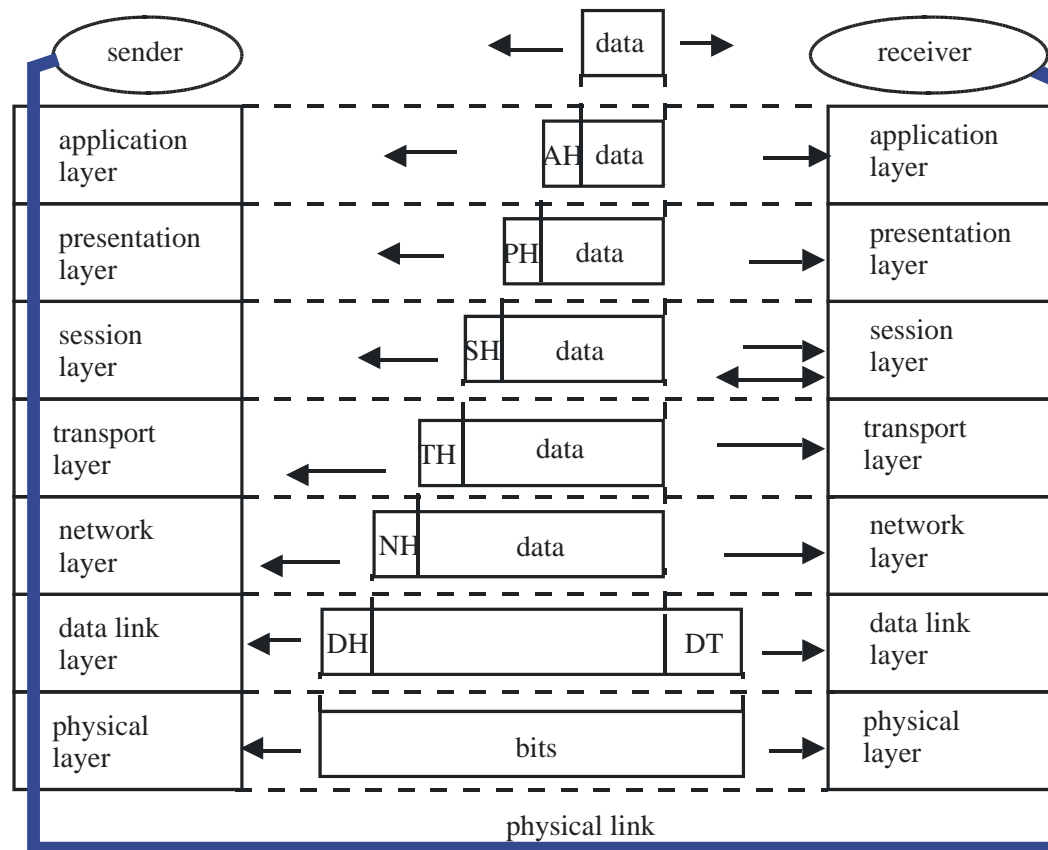 sender
data
receiver
application
layer
AH
data
application
layer
presentation
layer
PH
data
presentation
layer
session
layer
SH
data
session
layer
transport
layer
TH
data
transport
layer
network
layer
NH
data
network
layer
data link
layer
DH
DT
data link
layer
physical
layer
bits
physical
layer
physical link